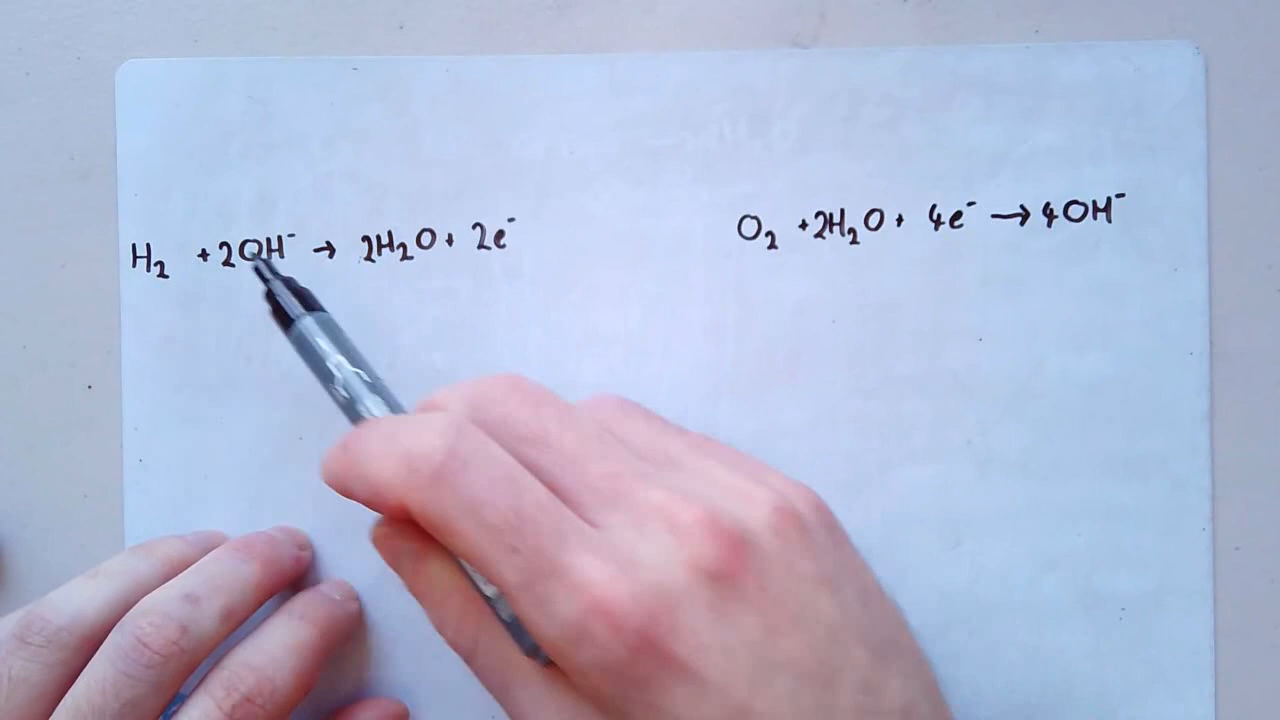 H₂ + 2OH⁻ → 2H₂O + 2e⁻
O₂ + 2H₂O + 4e⁻ → 4OH⁻